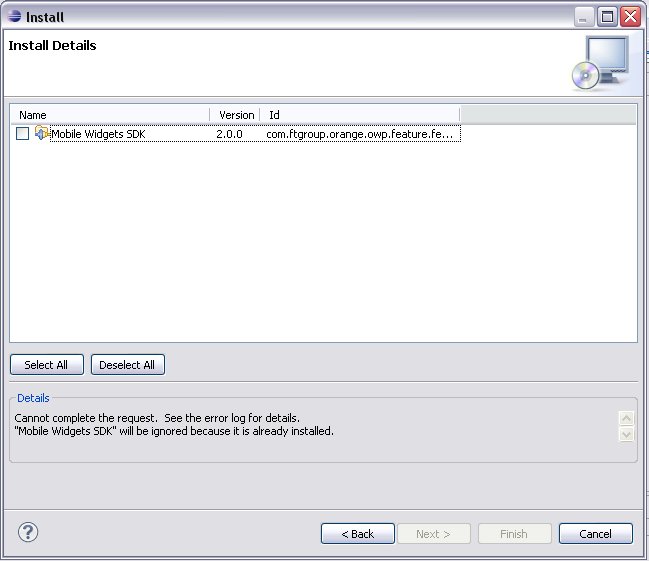 Install
Install Details
Name Version Id
Mobile Widgets SDK 2.0.0 com.ftgroup.orange.owp.feature.fe...
Select All Deselect All
Details
Cannot complete the request. See the error log for details.
"Mobile Widgets SDK" will be ignored because it is already installed.
? < Back Next > Finish Cancel